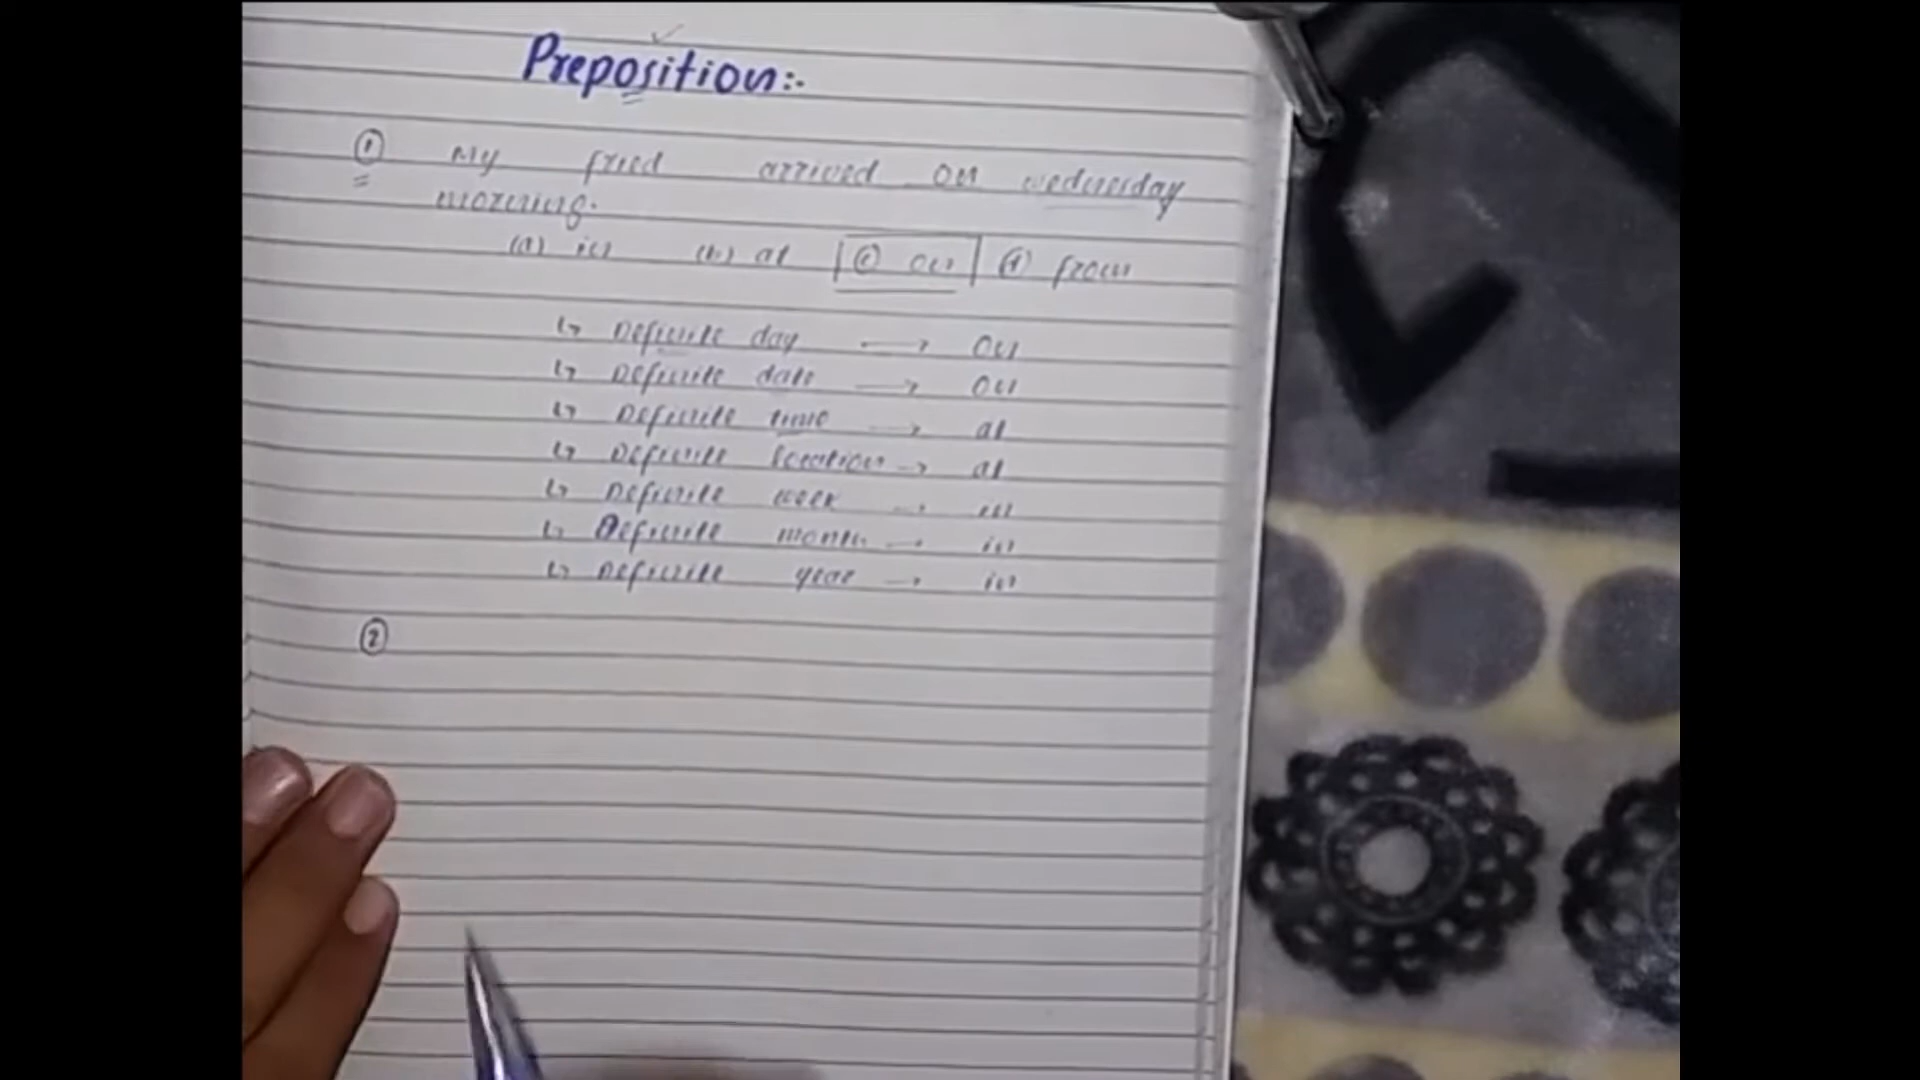 Preposition:-
① My fried arrived on wednesday
morning.
(a) in (b) at (c) on (d) from
↳ Definite day → on
↳ Definite date → on
↳ Definite time → at
↳ Definite location → at
↳ Definite week → in
↳ Definite month → in
↳ Definite year → in
②